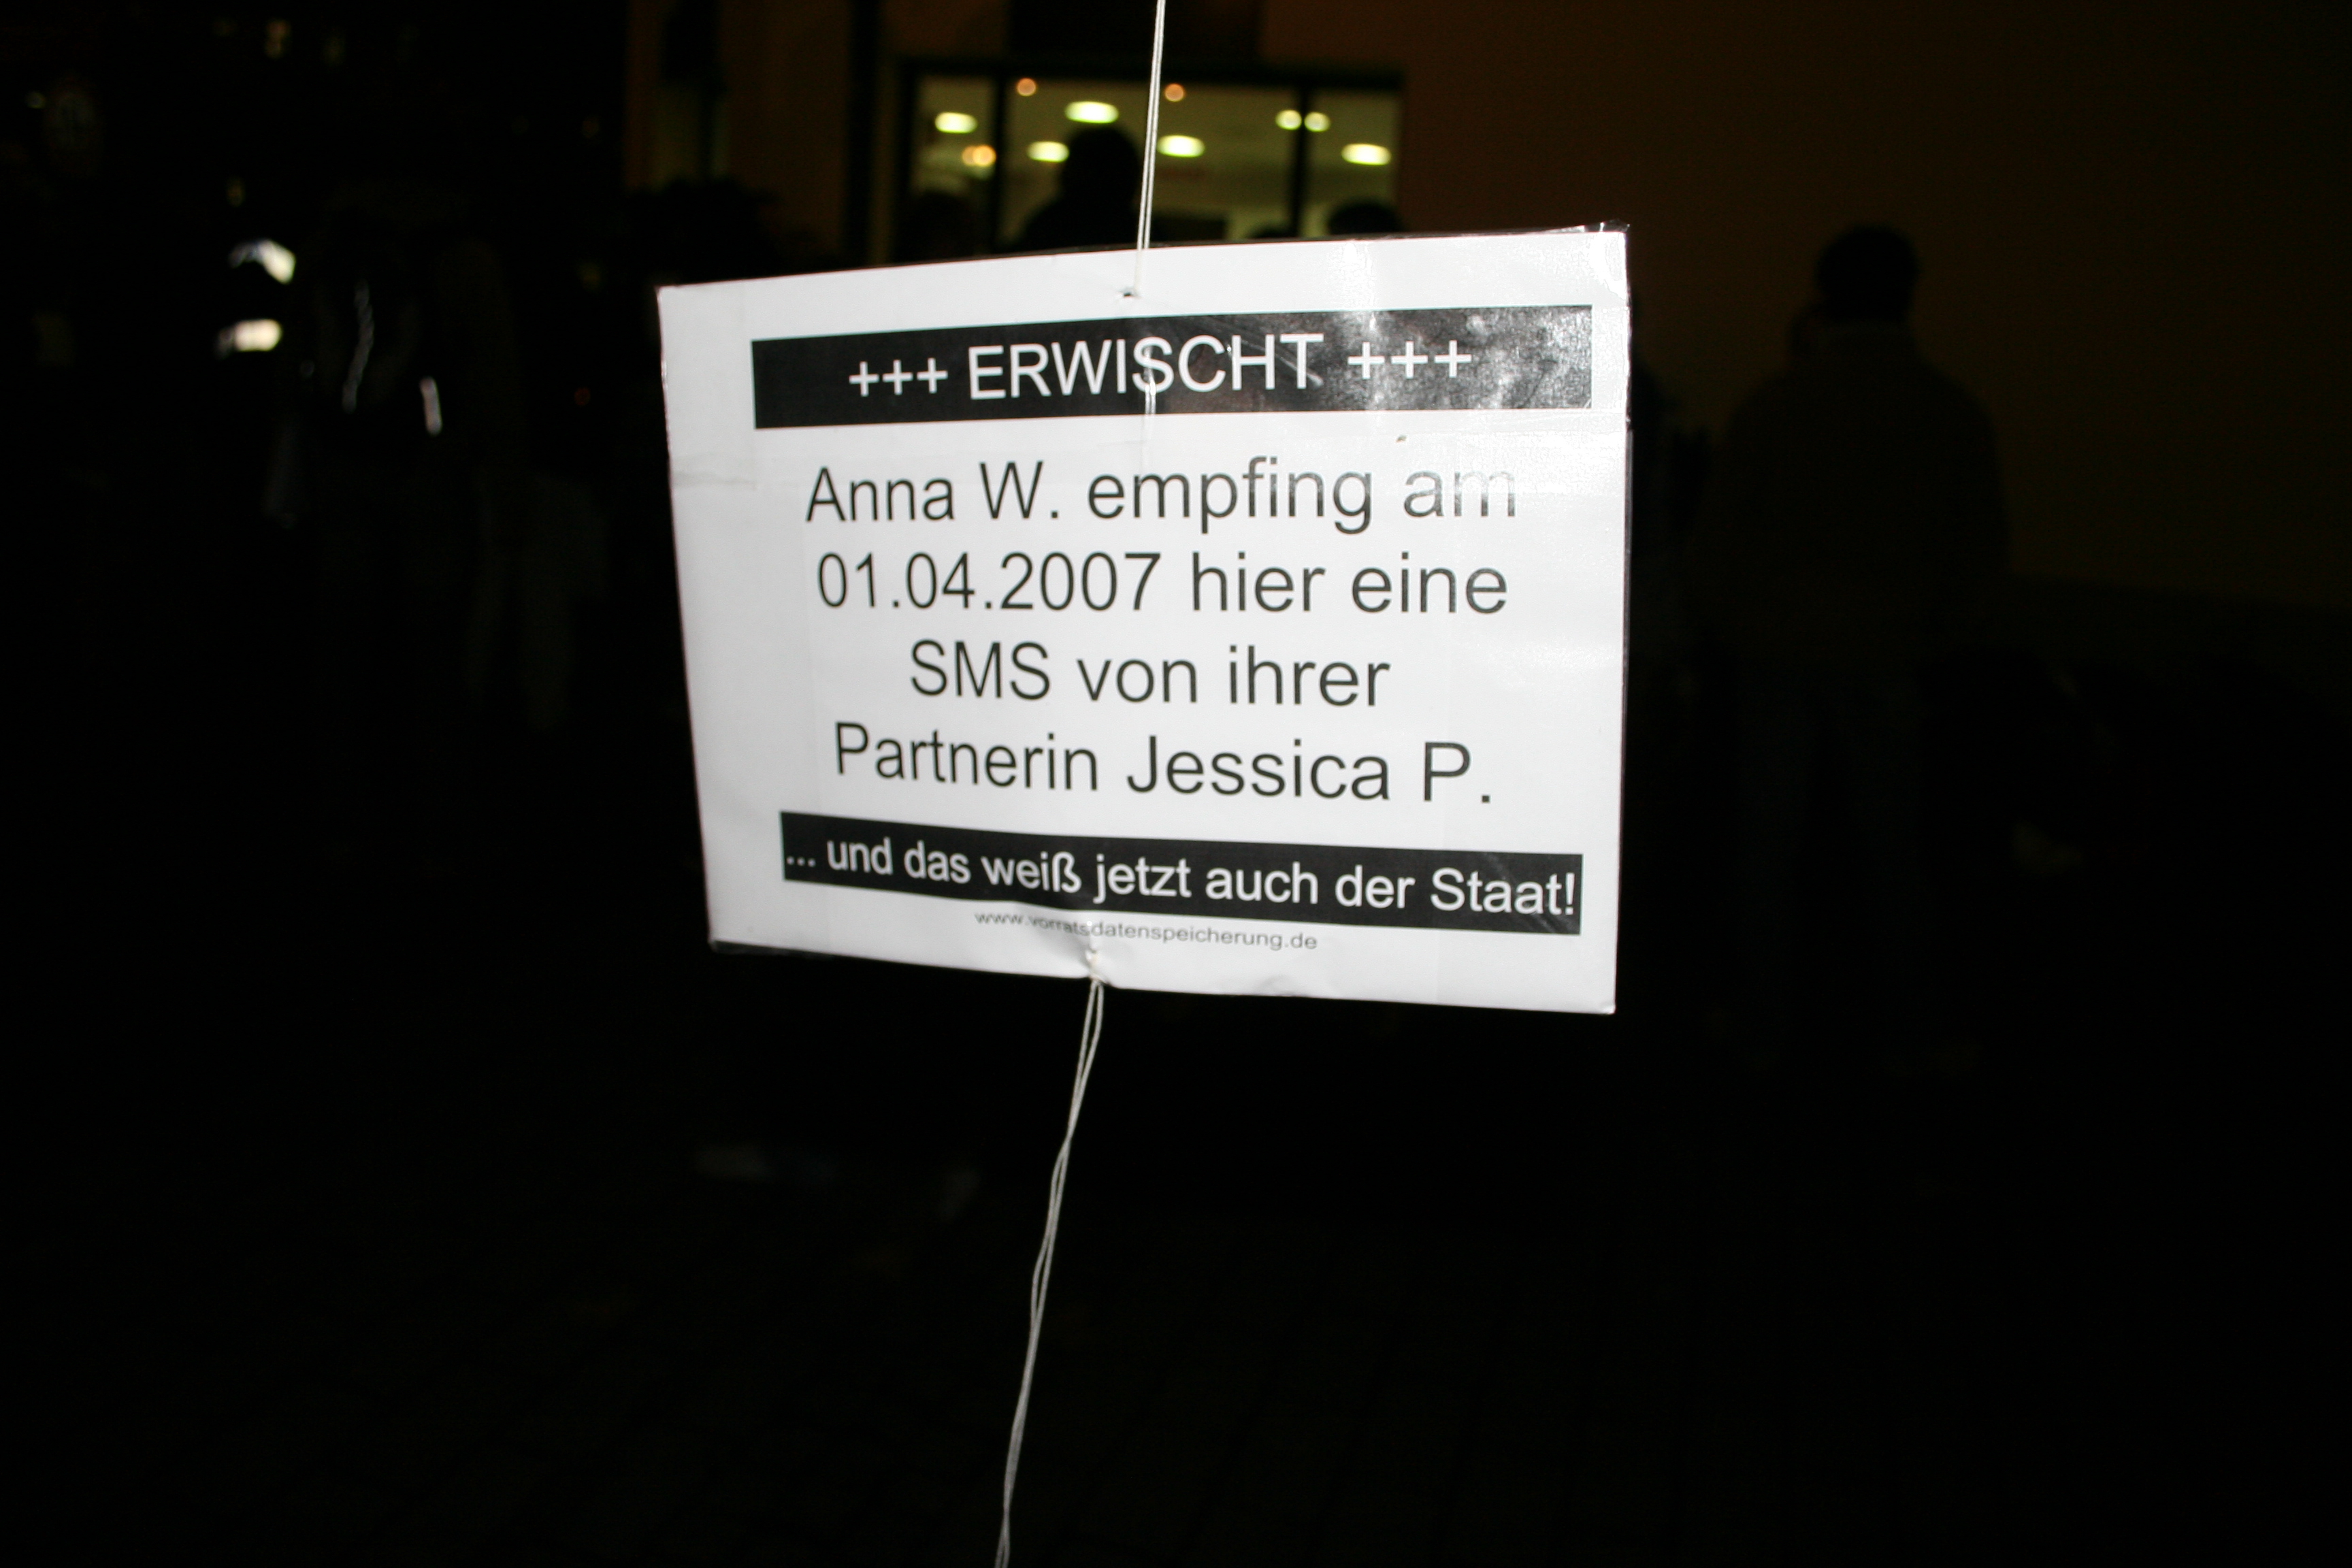 +++ ERWISCHT +++
Anna W. empfing am
01.04.2007 hier eine
SMS von ihrer
Partnerin Jessica P.
... und das weiß jetzt auch der Staat!
www.vorratsdatenspeicherung.de